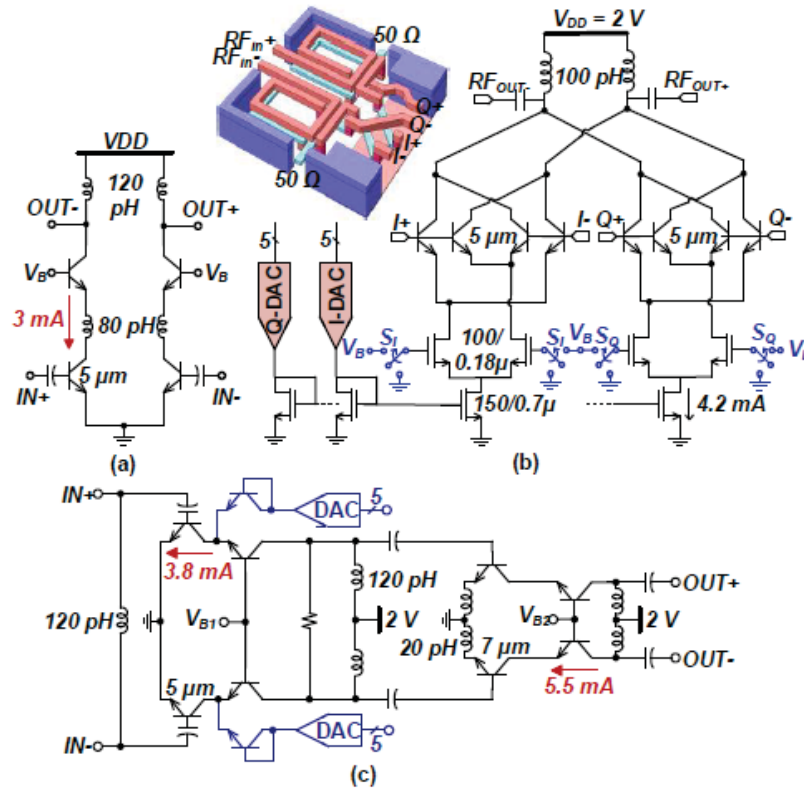 RFin+
RFin-
50 Ω
50 Ω
Q+
Q-
I+
I-
VDD
120
pH
OUT-
OUT+
VB
VB
3 mA
80 pH
5 µm
IN+
IN-
(a)
VDD = 2 V
100 pH
RFOUT-
RFOUT+
I+
5 µm
I-
Q+
5 µm
Q-
5
5
Q-DAC
I-DAC
VB
SI
100/
0.18µ
SI
VB
SQ
SQ
150/0.7µ
4.2 mA
(b)
IN+
DAC
5
3.8 mA
120 pH
120 pH
VB1
2 V
5 µm
DAC
5
IN-
20 pH
7 µm
VB2
2 V
5.5 mA
OUT+
OUT-
(c)